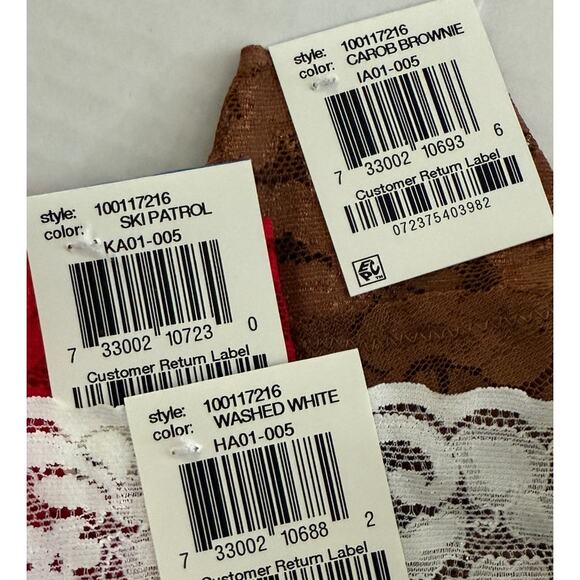 style: 100117216
color: CAROB BROWNIE
IA01-005
7 33002 10693 6
Customer Return Label
072375403982
EPC™
style: 100117216
color: SKI PATROL
KA01-005
7 33002 10723 0
Customer Return Label
style: 100117216
color: WASHED WHITE
HA01-005
7 33002 10688 2
Customer Return Label